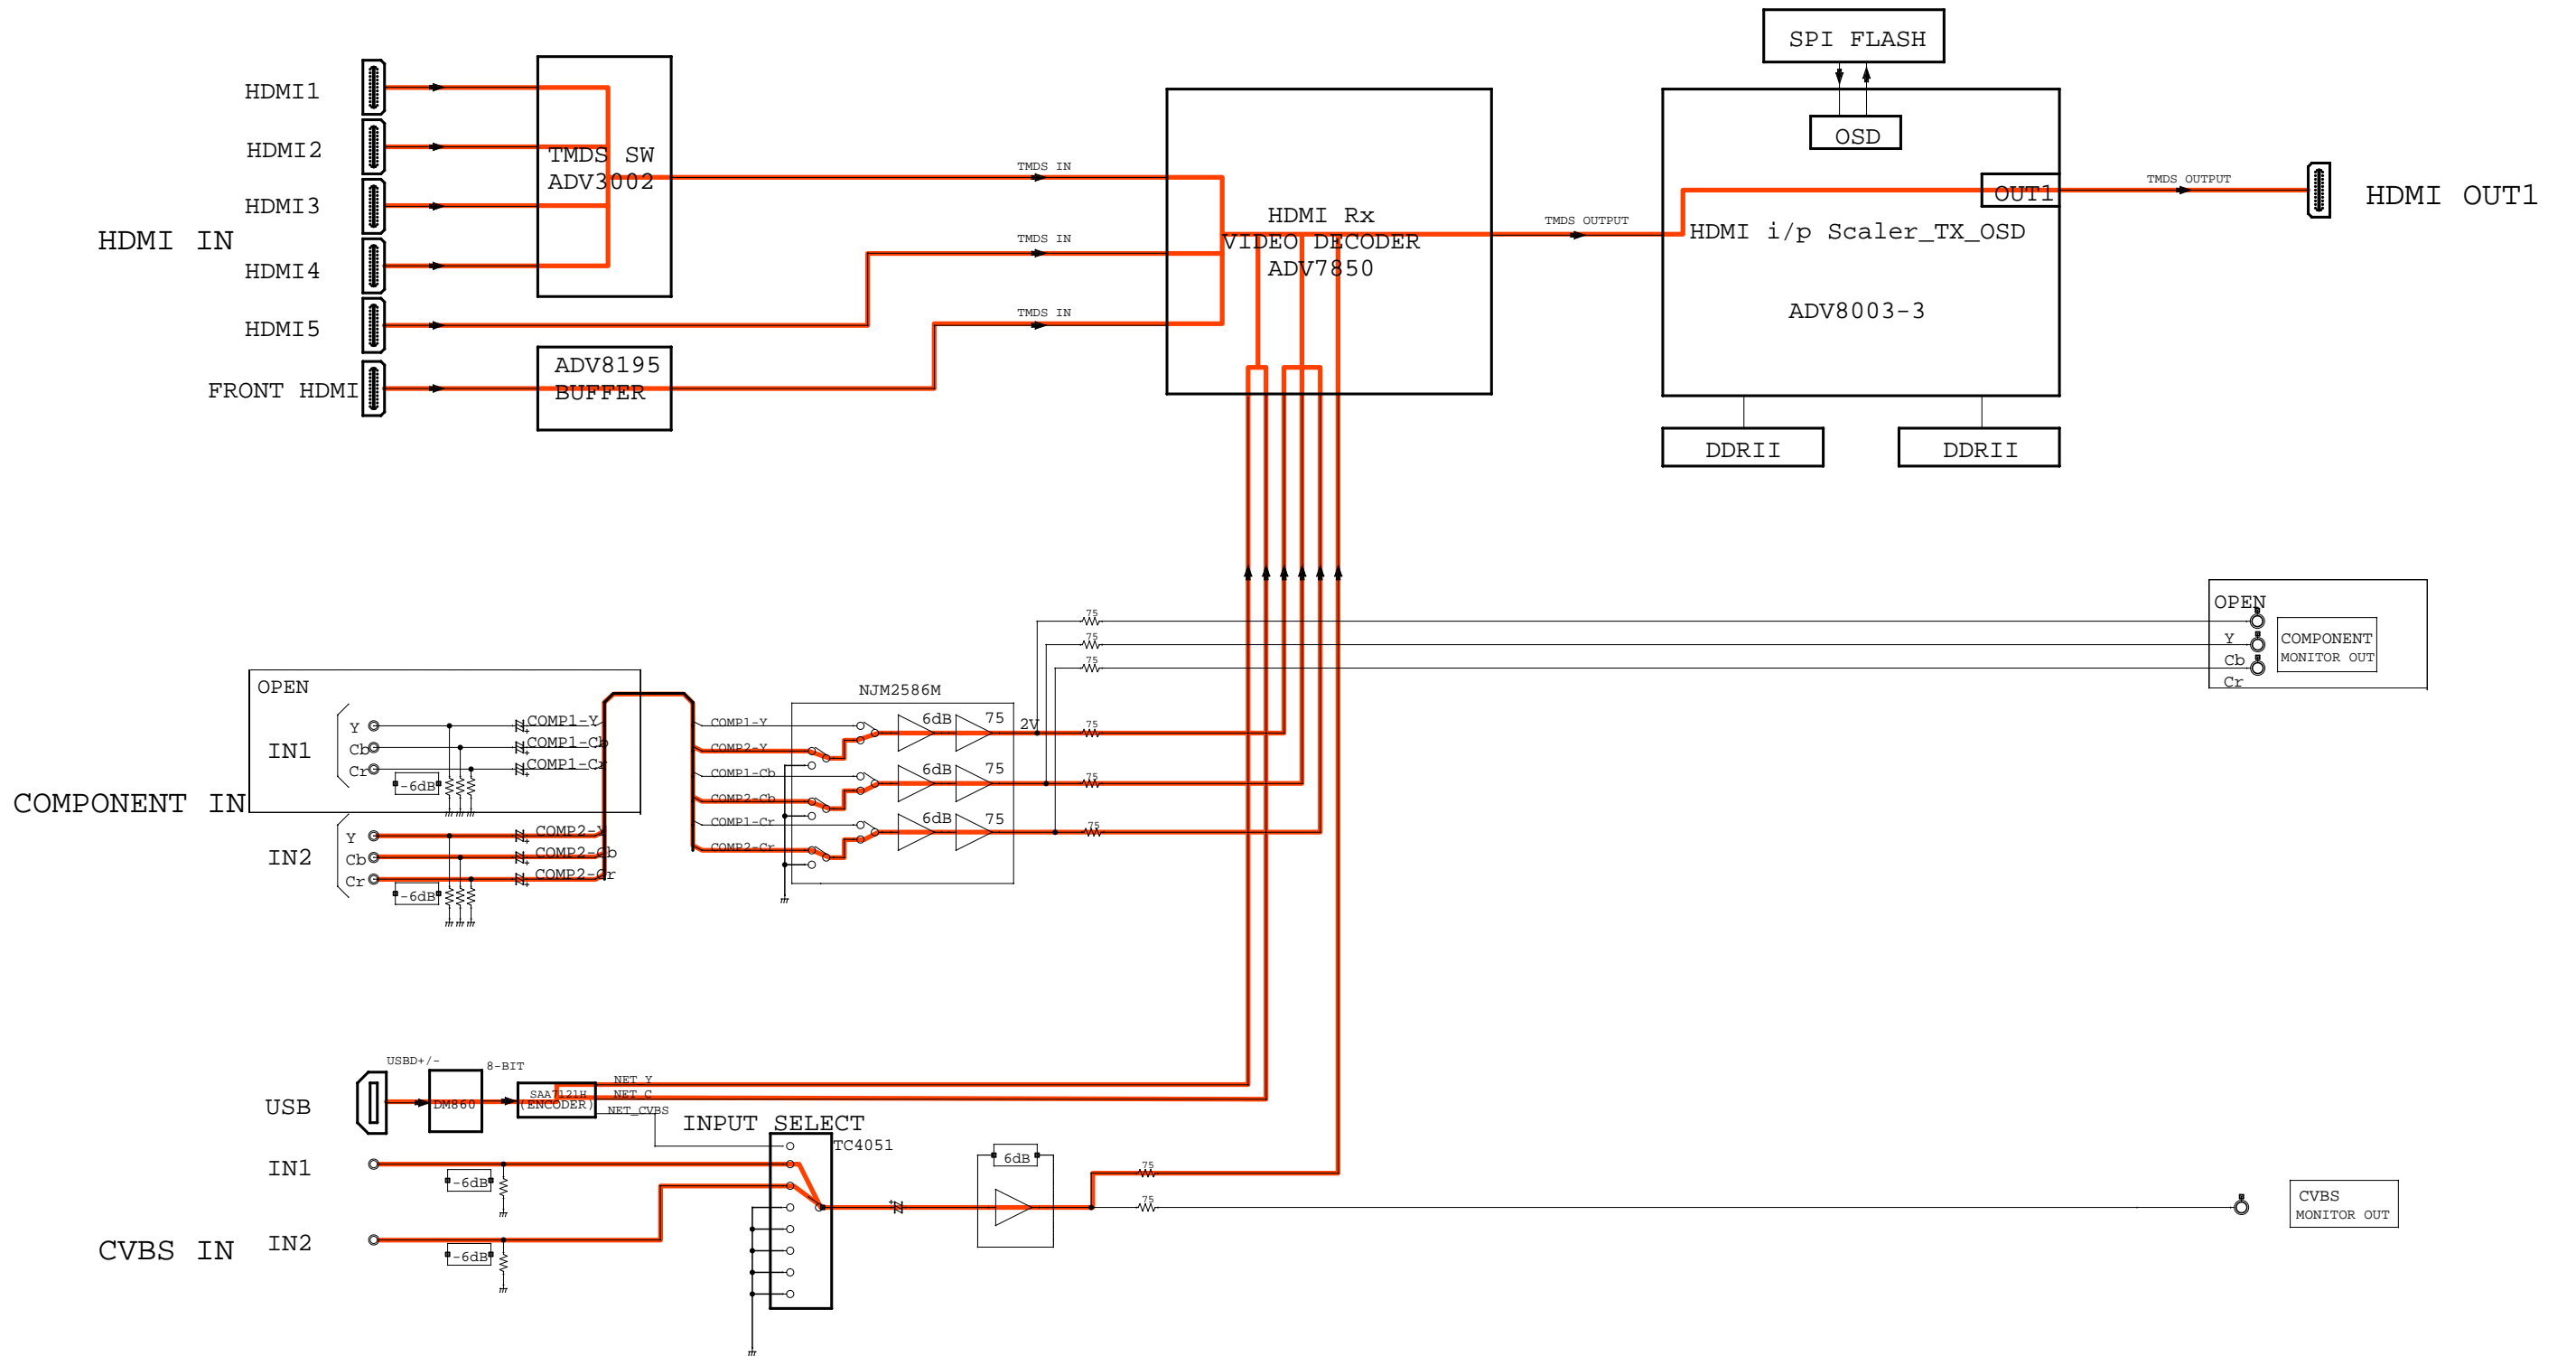 SPI FLASH
OSD
HDMI1
HDMI2
HDMI3
HDMI IN
HDMI4
HDMI5
FRONT HDMI
TMDS SW
ADV3002
ADV8195
BUFFER
TMDS IN
TMDS IN
TMDS IN
HDMI Rx
VIDEO DECODER
ADV7850
TMDS OUTPUT
OUT1
HDMI i/p Scaler_TX_OSD
ADV8003-3
DDRII
DDRII
TMDS OUTPUT
HDMI OUT1
75
75
75
OPEN
Y
Cb
Cr
COMPONENT
MONITOR OUT
OPEN
IN1
Y
Cb
Cr
-6dB
COMP1-Y
COMP1-Cb
COMP1-Cr
COMPONENT IN
IN2
Y
Cb
Cr
-6dB
COMP2-Y
COMP2-Cb
COMP2-Cr
NJM2586M
COMP1-Y
COMP2-Y
COMP1-Cb
COMP2-Cb
COMP1-Cr
COMP2-Cr
6dB
75
2V
75
6dB
75
75
6dB
75
75
USB
USBD+/-
DM860
8-BIT
SAA7121H
(ENCODER)
NET_Y
NET_C
NET_CVBS
INPUT SELECT
TC4051
IN1
-6dB
CVBS IN
IN2
-6dB
6dB
75
75
CVBS
MONITOR OUT